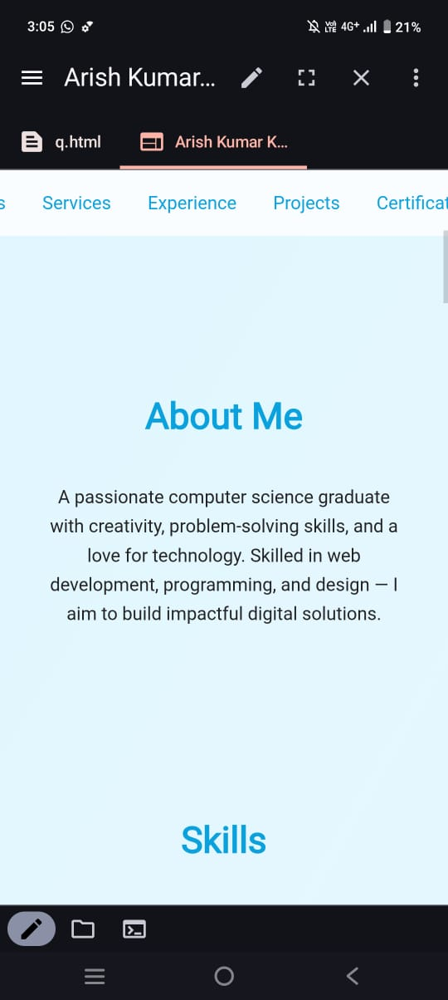 3:05 4G+ 21%
Arish Kumar...
q.html Arish Kumar K...
s Services Experience Projects Certificat
About Me
A passionate computer science graduate
with creativity, problem-solving skills, and a
love for technology. Skilled in web
development, programming, and design — I
aim to build impactful digital solutions.
Skills